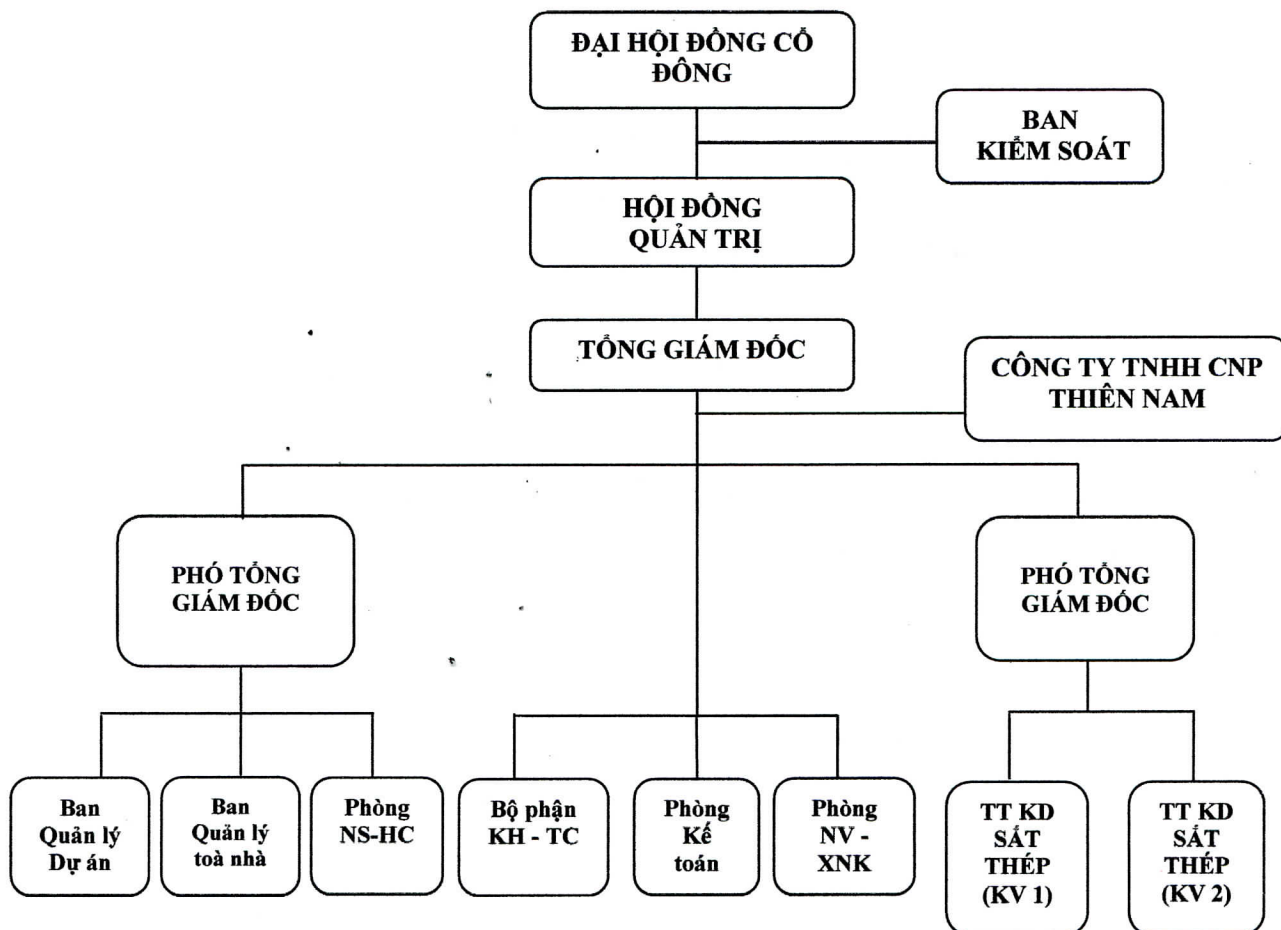 ĐẠI HỘI ĐỒNG CỔ
ĐÔNG
BAN
KIỂM SOÁT
HỘI ĐỒNG
QUẢN TRỊ
TỔNG GIÁM ĐỐC
CÔNG TY TNHH CNP
THIÊN NAM
PHÓ TỔNG
GIÁM ĐỐC
PHÓ TỔNG
GIÁM ĐỐC
Ban
Quản lý
Dự án
Ban
Quản lý
toà nhà
Phòng
NS-HC
Bộ phận
KH - TC
Phòng
Kế
toán
Phòng
NV -
XNK
TT KD
SẮT
THÉP
(KV 1)
TT KD
SẮT
THÉP
(KV 2)